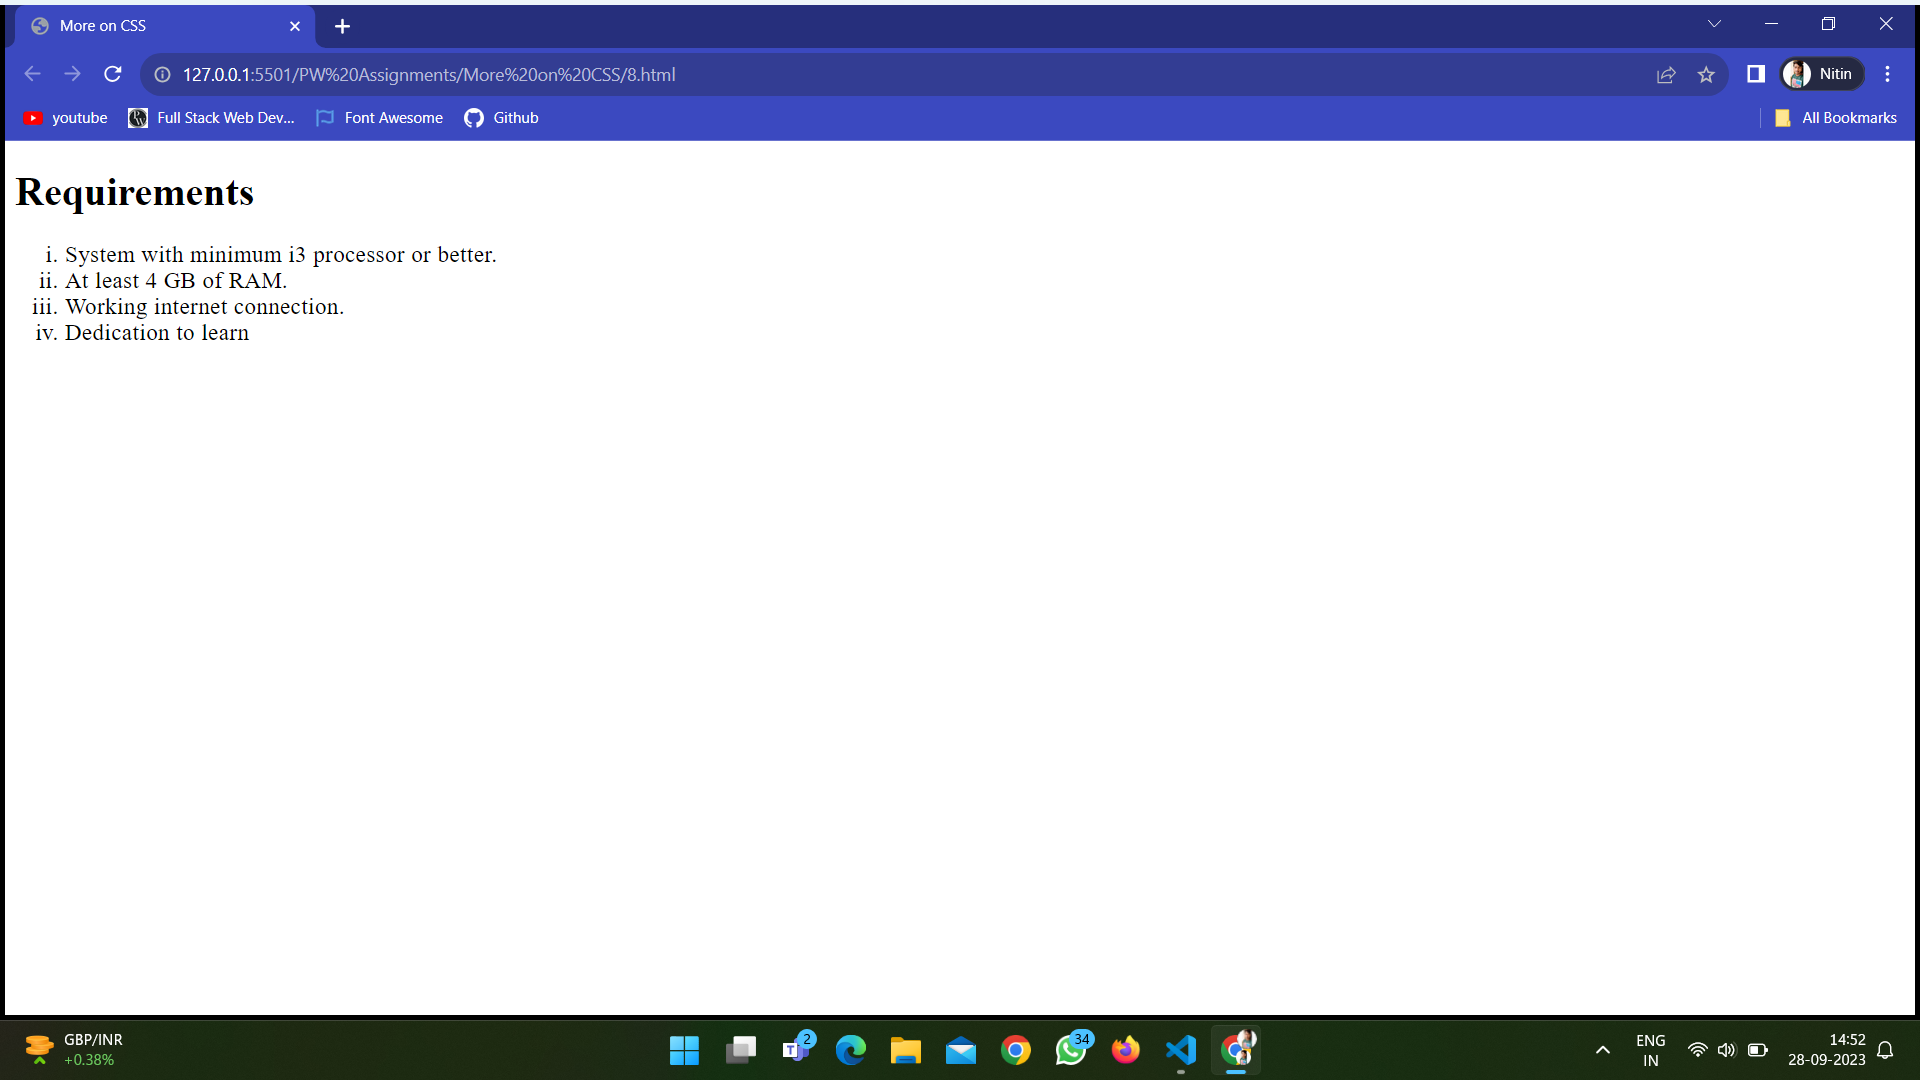 More on CSS
127.0.0.1:5501/PW%20Assignments/More%20on%20CSS/8.html
Nitin
youtube
Full Stack Web Dev...
Font Awesome
Github
All Bookmarks
Requirements
i. System with minimum i3 processor or better.
ii. At least 4 GB of RAM.
iii. Working internet connection.
iv. Dedication to learn
GBP/INR
+0.38%
2
34
ENG
IN
14:52
28-09-2023